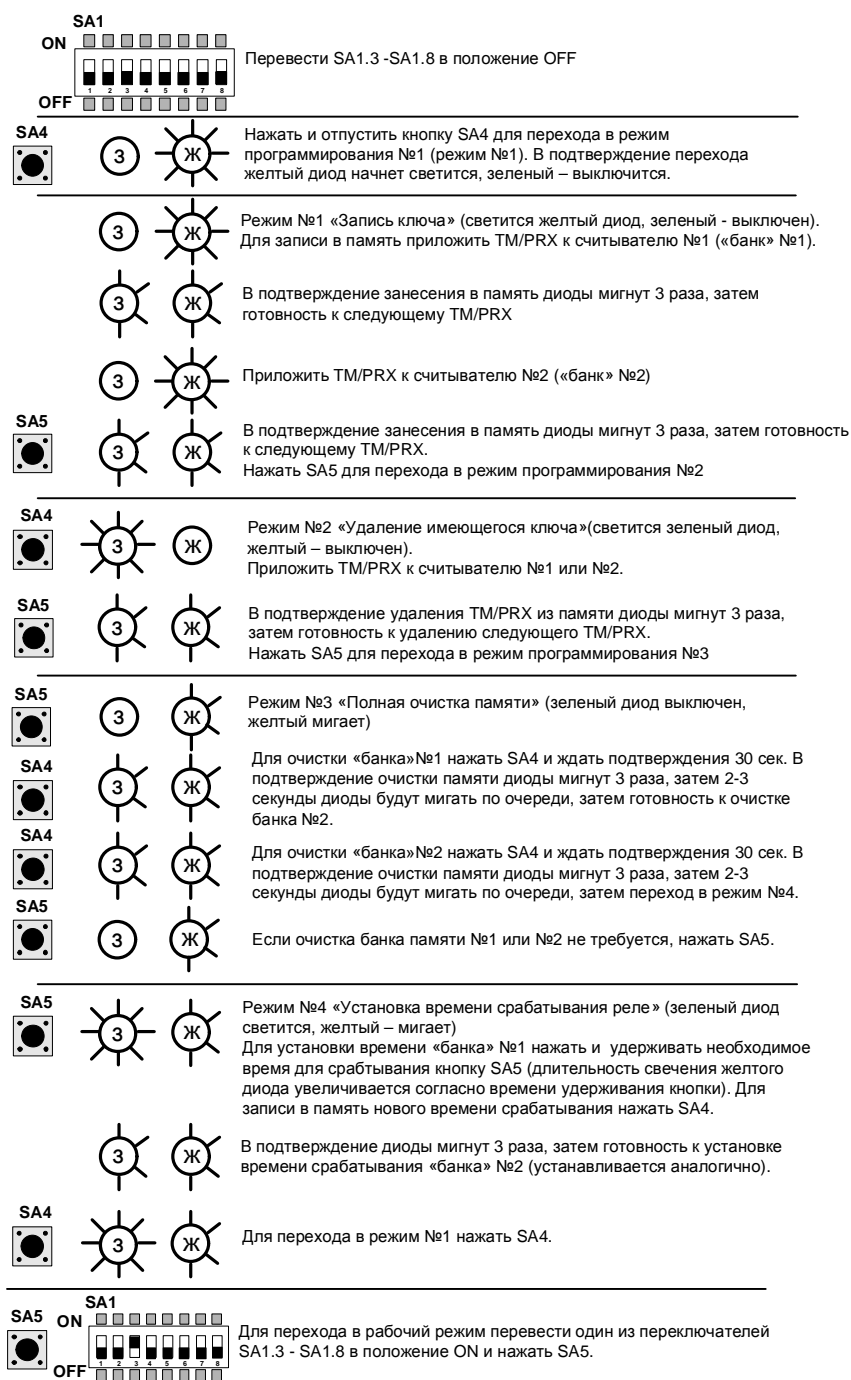 SA1
ON
1 2 3 4 5 6 7 8
OFF
Перевести SA1.3 -SA1.8 в положение OFF
SA4
З Ж
Нажать и отпустить кнопку SA4 для перехода в режим
программирования №1 (режим №1). В подтверждение перехода
желтый диод начнет светится, зеленый – выключится.
З Ж
Режим №1 «Запись ключа» (светится желтый диод, зеленый - выключен).
Для записи в память приложить TM/PRX к считывателю №1 («банк» №1).
З Ж
В подтверждение занесения в память диоды мигнут 3 раза, затем
готовность к следующему TM/PRX
З Ж
Приложить TM/PRX к считывателю №2 («банк» №2)
SA5
З Ж
В подтверждение занесения в память диоды мигнут 3 раза, затем готовность
к следующему TM/PRX.
Нажать SA5 для перехода в режим программирования №2
SA4
З Ж
Режим №2 «Удаление имеющегося ключа»(светится зеленый диод,
желтый – выключен).
Приложить TM/PRX к считывателю №1 или №2.
SA5
З Ж
В подтверждение удаления TM/PRX из памяти диоды мигнут 3 раза,
затем готовность к удалению следующего TM/PRX.
Нажать SA5 для перехода в режим программирования №3
SA5
З Ж
Режим №3 «Полная очистка памяти» (зеленый диод выключен,
желтый мигает)
SA4
З Ж
Для очистки «банка»№1 нажать SA4 и ждать подтверждения 30 сек. В
подтверждение очистки памяти диоды мигнут 3 раза, затем 2-3
секунды диоды будут мигать по очереди, затем готовность к очистке
банка №2.
SA4
З Ж
Для очистки «банка»№2 нажать SA4 и ждать подтверждения 30 сек. В
подтверждение очистки памяти диоды мигнут 3 раза, затем 2-3
секунды диоды будут мигать по очереди, затем переход в режим №4.
SA5
З Ж
Если очистка банка памяти №1 или №2 не требуется, нажать SA5.
SA5
З Ж
Режим №4 «Установка времени срабатывания реле» (зеленый диод
светится, желтый – мигает)
Для установки времени «банка» №1 нажать и удерживать необходимое
время для срабтывания кнопку SA5 (длительность свечения желтого
диода увеличивается согласно времени удерживания кнопки). Для
записи в память нового времени срабатывания нажать SA4.
З Ж
В подтверждение диоды мигнут 3 раза, затем готовность к установке
времени срабатывания «банка» №2 (устанавливается аналогично).
SA4
З Ж
Для перехода в режим №1 нажать SA4.
SA5
SA1
ON
1 2 3 4 5 6 7 8
OFF
Для перехода в рабочий режим перевести один из переключателей
SA1.3 - SA1.8 в положение ON и нажать SA5.